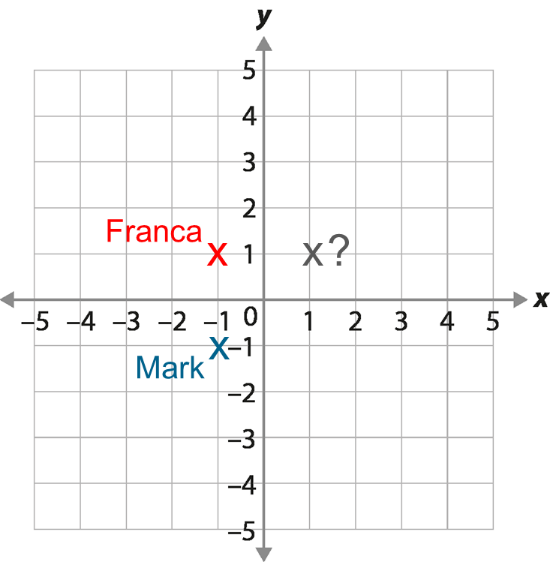 y
5
4
3
2
Franca x 1 x ?
x
–5 –4 –3 –2 –1 0 1 2 3 4 5
x –1
Mark
–2
–3
–4
–5